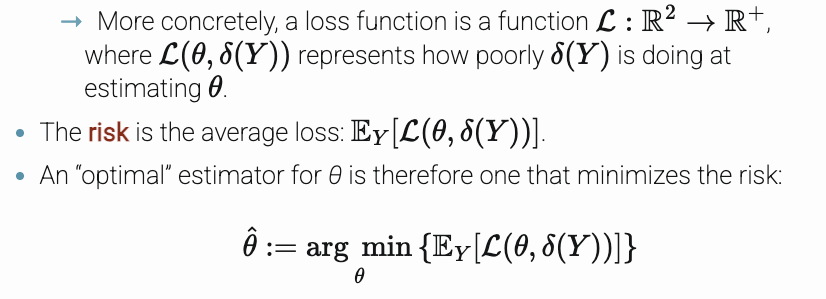 → More concretely, a loss function is a function 𝓛 : ℝ² → ℝ⁺,
where 𝓛(θ, δ(Y)) represents how poorly δ(Y) is doing at
estimating θ.
• The risk is the average loss: 𝔼_Y[𝓛(θ, δ(Y))].
• An “optimal” estimator for θ is therefore one that minimizes the risk:
θ̂ := arg min {𝔼_Y[𝓛(θ, δ(Y))]}
θ